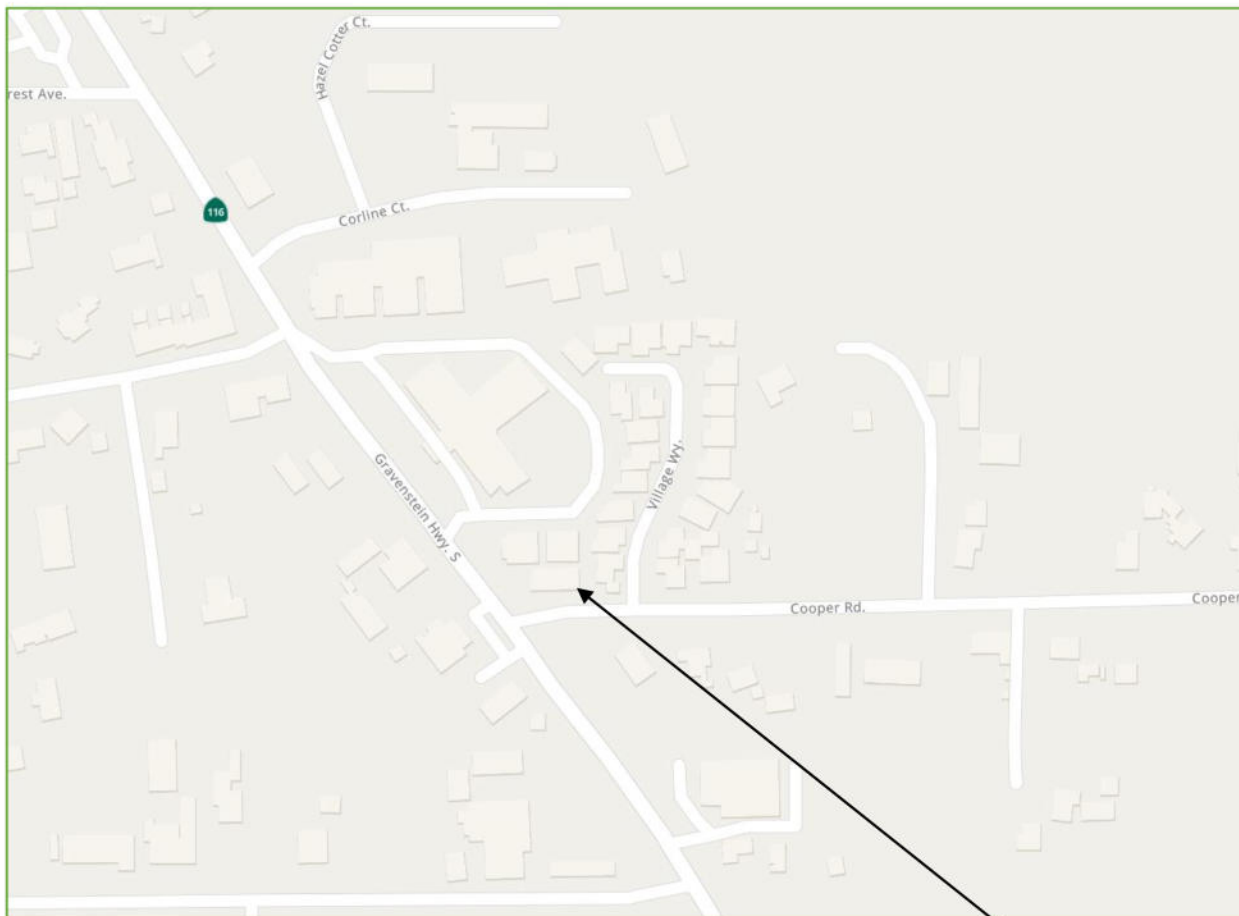 Hazel Cotter Ct.
rest Ave.
116
Corline Ct.
Gravenstein Hwy. S
Village Wy.
Cooper Rd.
Cooper